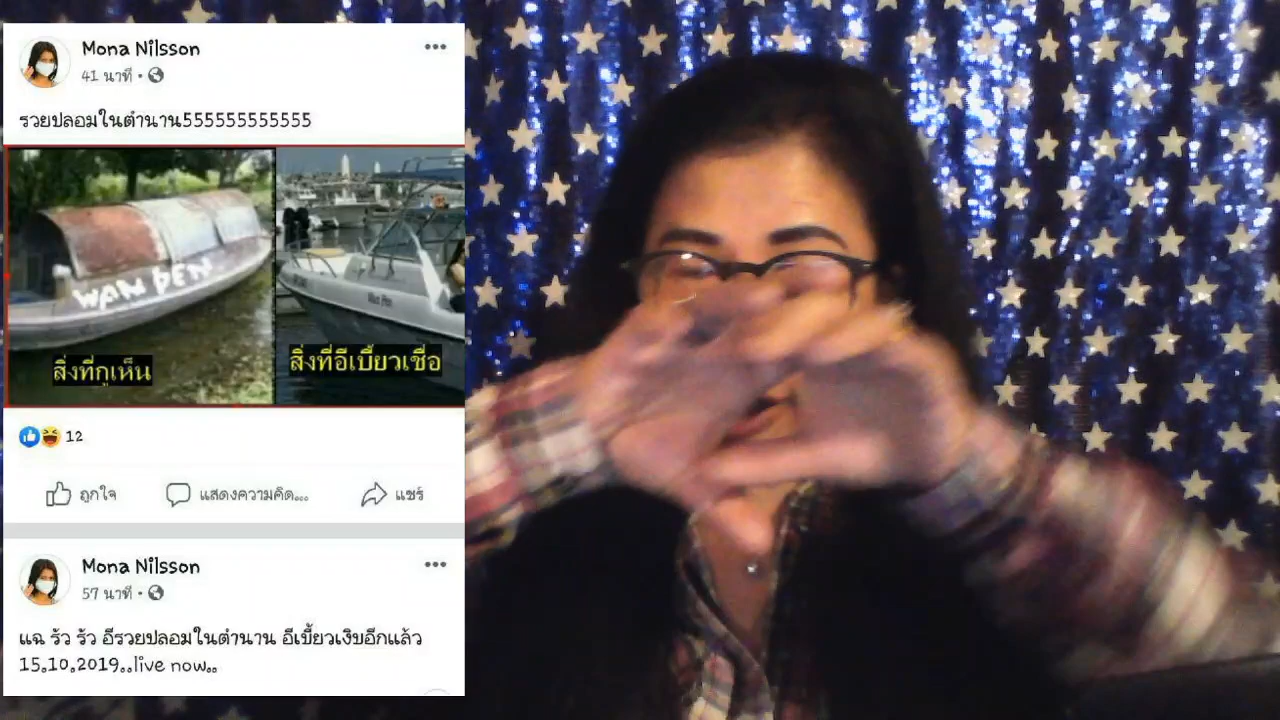 Mona Nilsson
41 นาที
รวยปลอมในตำนาน555555555555
WAN DEN
สิ่งที่กูเห็น
สิ่งที่อีเบี้ยวเชื่อ
12
ถูกใจ
แสดงความคิด...
แชร์
Mona Nilsson
57 นาที
แฉ รัว รัว อีรวยปลอมในตำนาน อีเบี้ยวเงิบอีกแล้ว
15.10.2019..live now..